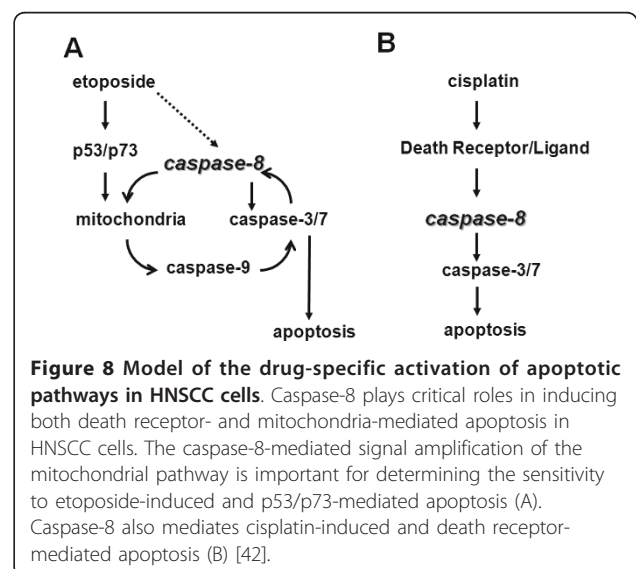 A
B
etoposide
cisplatin
p53/p73
Death Receptor/Ligand
caspase-8
caspase-8
mitochondria
caspase-3/7
caspase-9
caspase-3/7
apoptosis
apoptosis
Figure 8 Model of the drug-specific activation of apoptotic
pathways in HNSCC cells. Caspase-8 plays critical roles in inducing
both death receptor- and mitochondria-mediated apoptosis in
HNSCC cells. The caspase-8-mediated signal amplification of the
mitochondrial pathway is important for determining the sensitivity
to etoposide-induced and p53/p73-mediated apoptosis (A).
Caspase-8 also mediates cisplatin-induced and death receptor-
mediated apoptosis (B) [42].